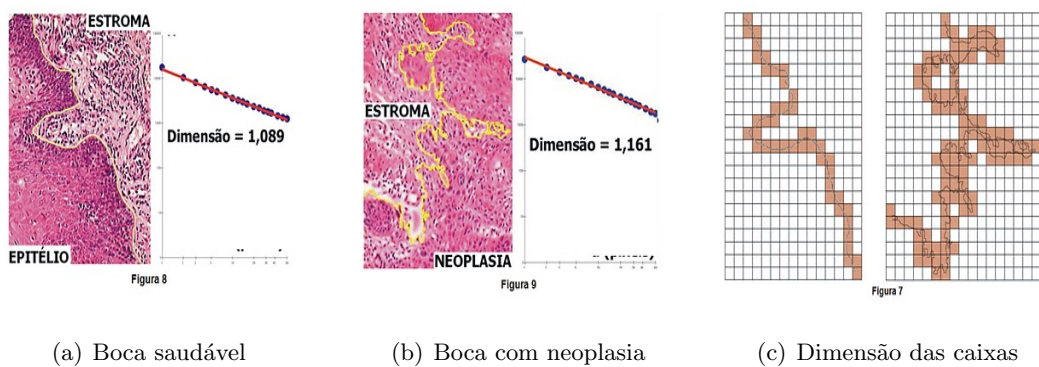 ESTROMA
Dimensão = 1,089
EPITÉLIO
Figura 8
ESTROMA
Dimensão = 1,161
NEOPLASIA
Figura 9
Figura 7
(a) Boca saudável
(b) Boca com neoplasia
(c) Dimensão das caixas